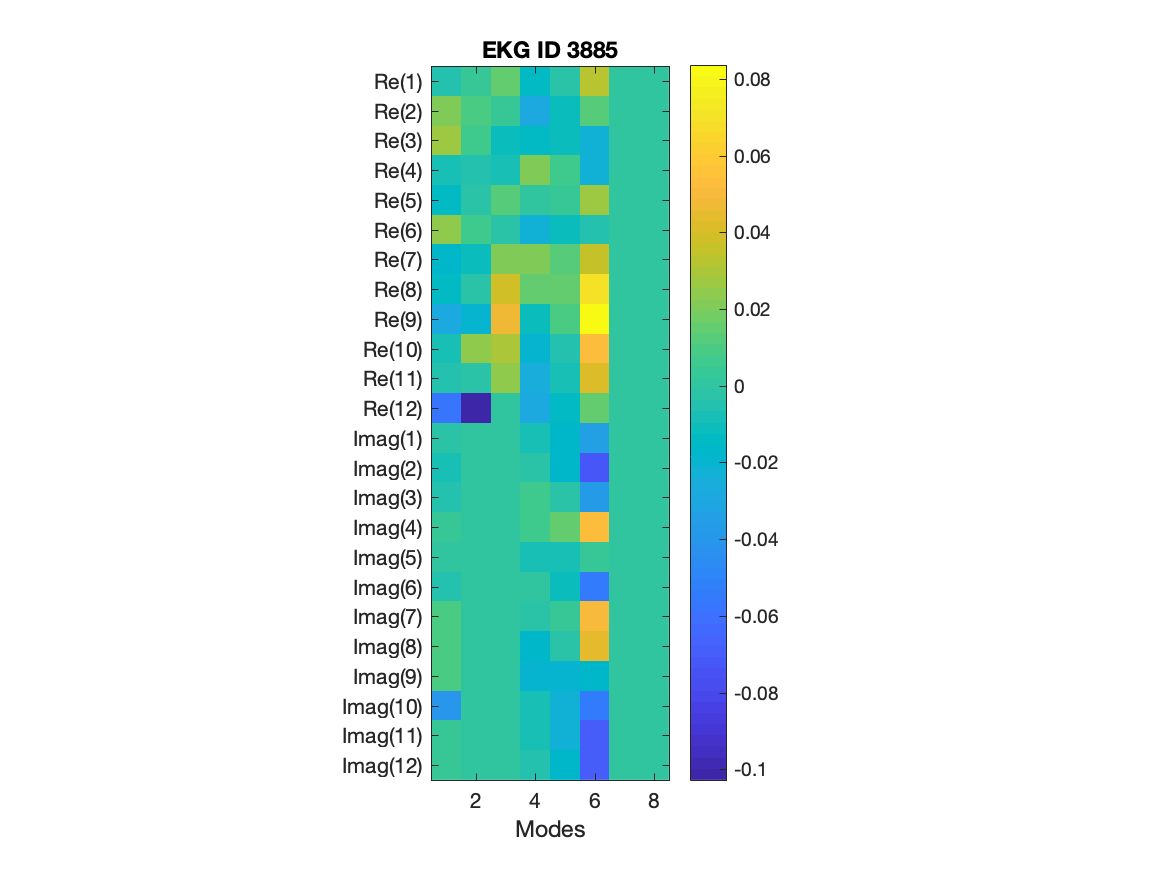 EKG ID 3885
Re(1)
Re(2)
Re(3)
Re(4)
Re(5)
Re(6)
Re(7)
Re(8)
Re(9)
Re(10)
Re(11)
Re(12)
Imag(1)
Imag(2)
Imag(3)
Imag(4)
Imag(5)
Imag(6)
Imag(7)
Imag(8)
Imag(9)
Imag(10)
Imag(11)
Imag(12)
2 4 6 8
Modes
0.08
0.06
0.04
0.02
0
-0.02
-0.04
-0.06
-0.08
-0.1